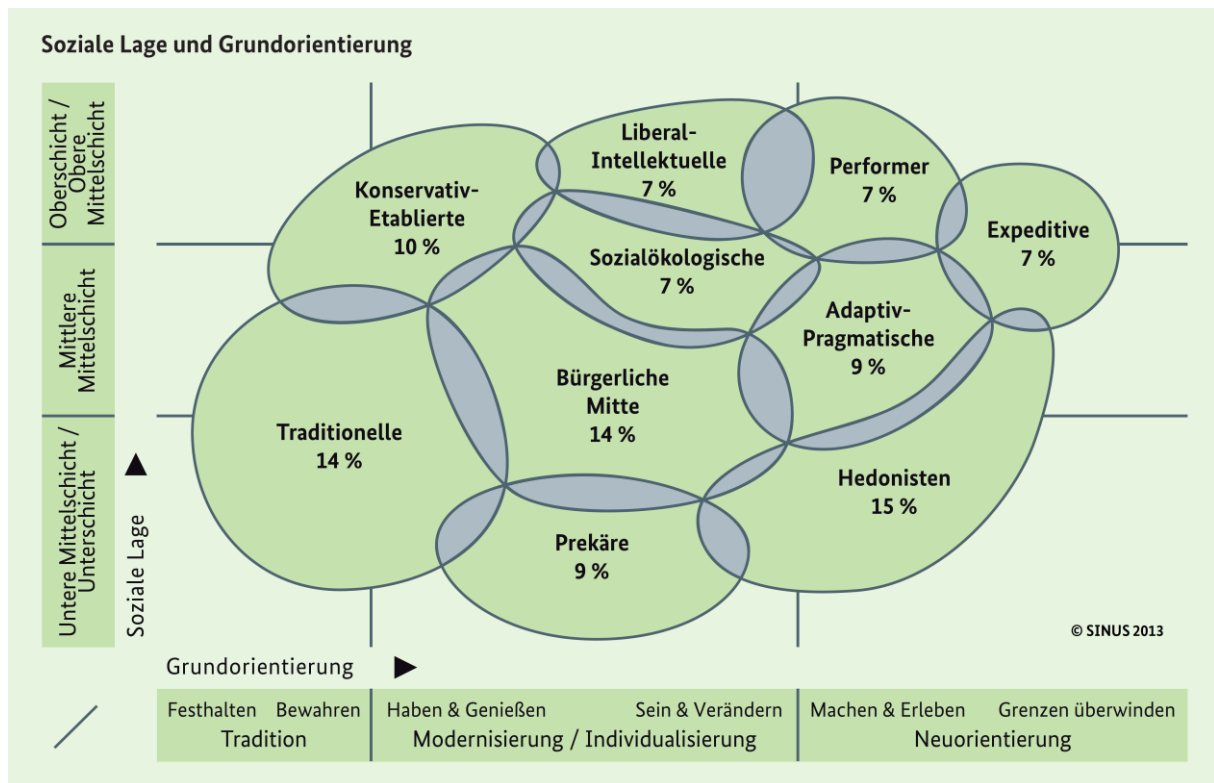 Soziale Lage und Grundorientierung
Oberschicht /
Obere
Mittelschicht
Mittlere
Mittelschicht
Untere Mittelschicht /
Unterschicht
Soziale Lage
Konservativ-
Etablierte
10 %
Liberal-
Intellektuelle
7 %
Performer
7 %
Expeditive
7 %
Sozialökologische
7 %
Adaptiv-
Pragmatische
9 %
Bürgerliche
Mitte
14 %
Traditionelle
14 %
Hedonisten
15 %
Prekäre
9 %
© SINUS 2013
Grundorientierung
Festhalten Bewahren
Tradition
Haben & Genießen Sein & Verändern
Modernisierung / Individualisierung
Machen & Erleben Grenzen überwinden
Neuorientierung